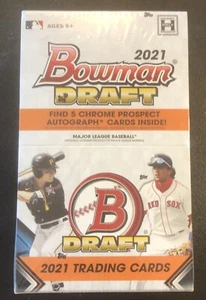 AGES 6+
2021
Topps
H
Bowman
DRAFT
FIND 5 CHROME PROSPECT
AUTOGRAPH* CARDS INSIDE!
MAJOR LEAGUE BASEBALL®
B
DRAFT
2021 TRADING CARDS